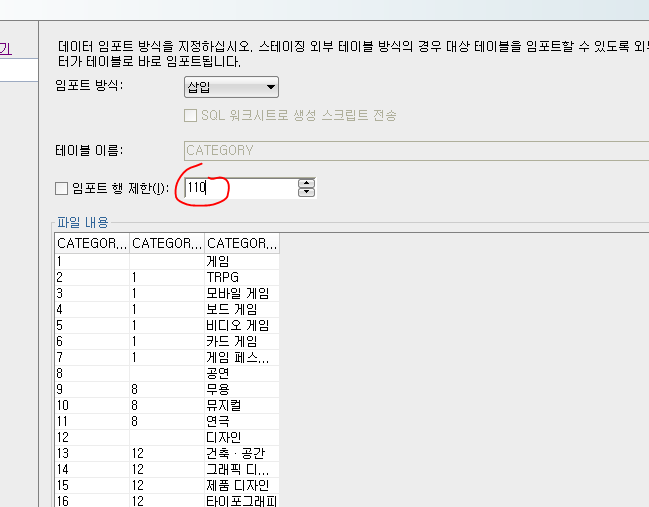 기
데이터 임포트 방식을 지정하십시오. 스테이징 외부 테이블 방식의 경우 대상 테이블을 임포트할 수 있도록 외부
터가 테이블로 바로 임포트됩니다.
임포트 방식: 삽입
SQL 워크시트로 생성 스크립트 전송
테이블 이름: CATEGORY
임포트 행 제한(I): 110
파일 내용
CATEGOR... CATEGOR... CATEGOR...
1 게임
2 1 TRPG
3 1 모바일 게임
4 1 보드 게임
5 1 비디오 게임
6 1 카드 게임
7 1 게임 페스...
8 공연
9 8 무용
10 8 뮤지컬
11 8 연극
12 디자인
13 12 건축 · 공간
14 12 그래픽 디...
15 12 제품 디자인
16 12 타이포그래피